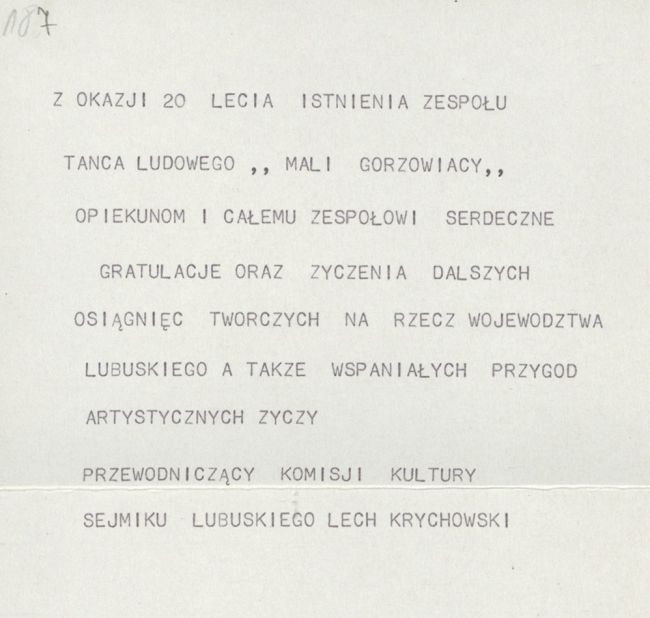 187
Z OKAZJI 20 LECIA ISTNIENIA ZESPOŁU
TANCA LUDOWEGO ,, MALI GORZOWIACY,,
OPIEKUNOM I CAŁEMU ZESPOŁOWI SERDECZNE
GRATULACJE ORAZ ZYCZENIA DALSZYCH
OSIĄGNIĘC TWORCZYCH NA RZECZ WOJEWODZTWA
LUBUSKIEGO A TAKZE WSPANIAŁYCH PRZYGOD
ARTYSTYCZNYCH ZYCZY
PRZEWODNICZĄCY KOMISJI KULTURY
SEJMIKU LUBUSKIEGO LECH KRYCHOWSKI